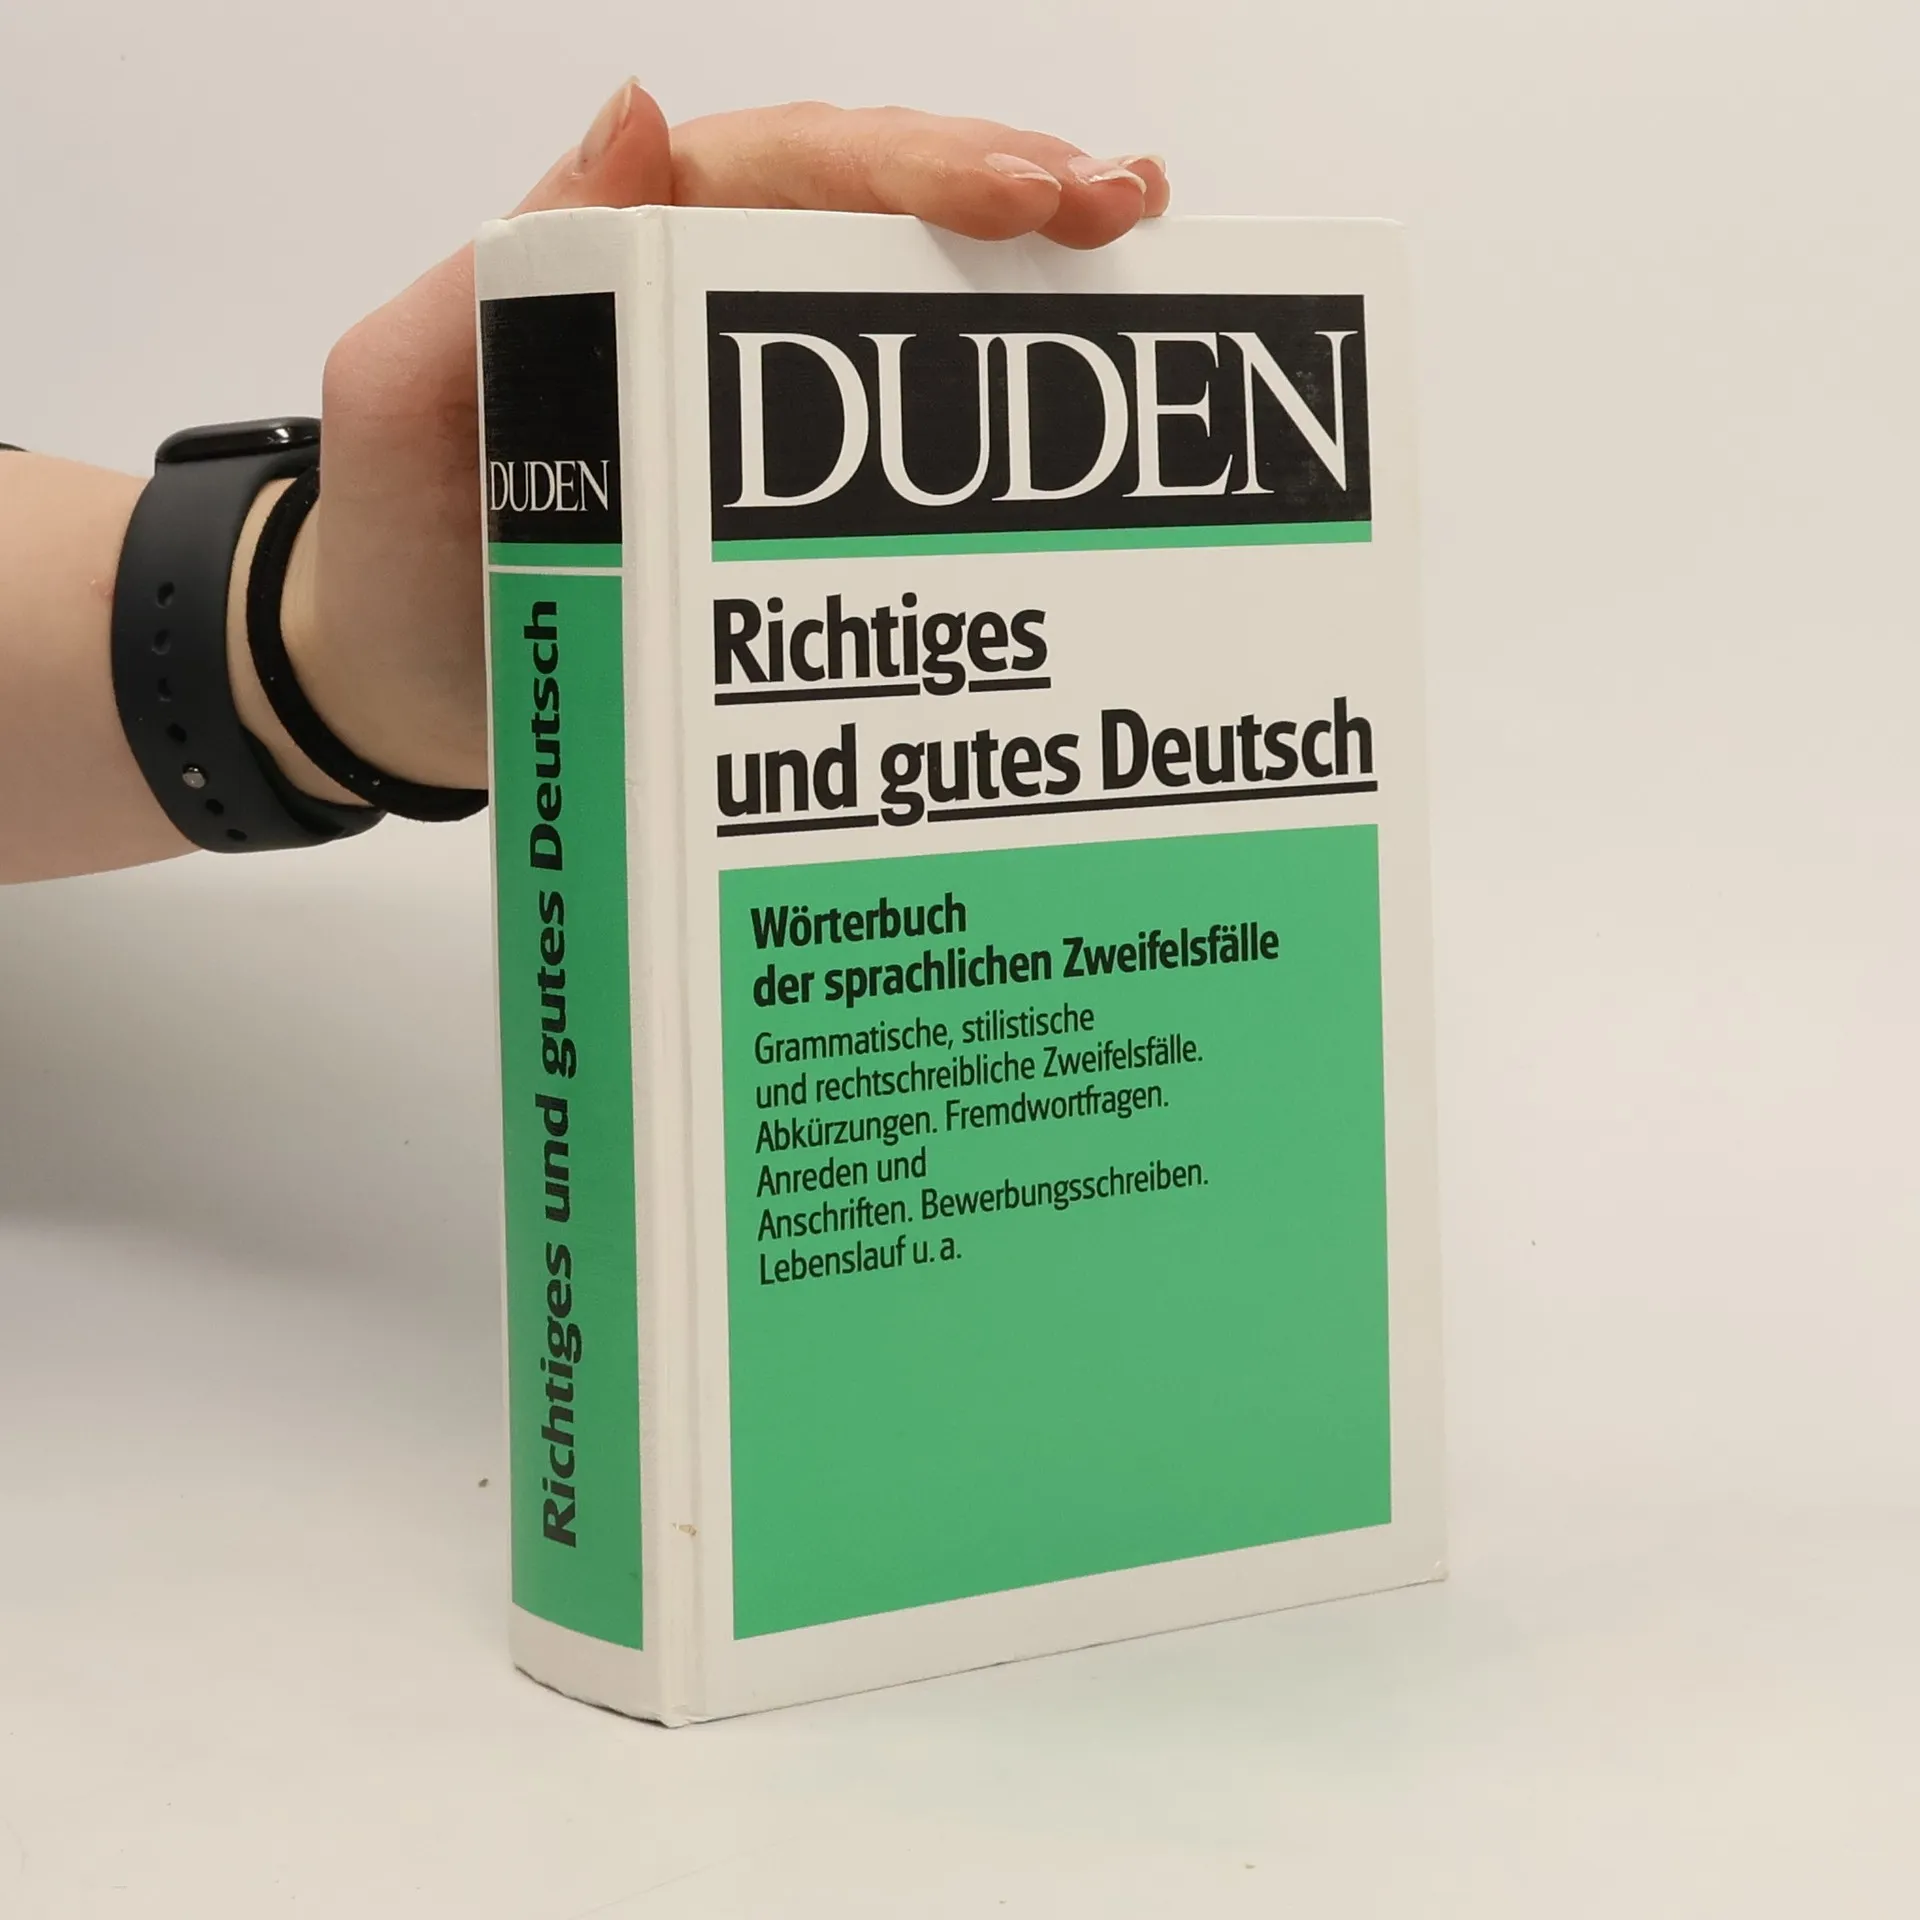 DUDEN
Richtiges und gutes Deutsch
DUDEN
Richtiges
und gutes Deutsch
Wörterbuch
der sprachlichen Zweifelsfälle
Grammatische, stilistische
und rechtschreibliche Zweifelsfälle.
Abkürzungen. Fremdwortfragen.
Anreden und
Anschriften. Bewerbungsschreiben.
Lebenslauf u. a.